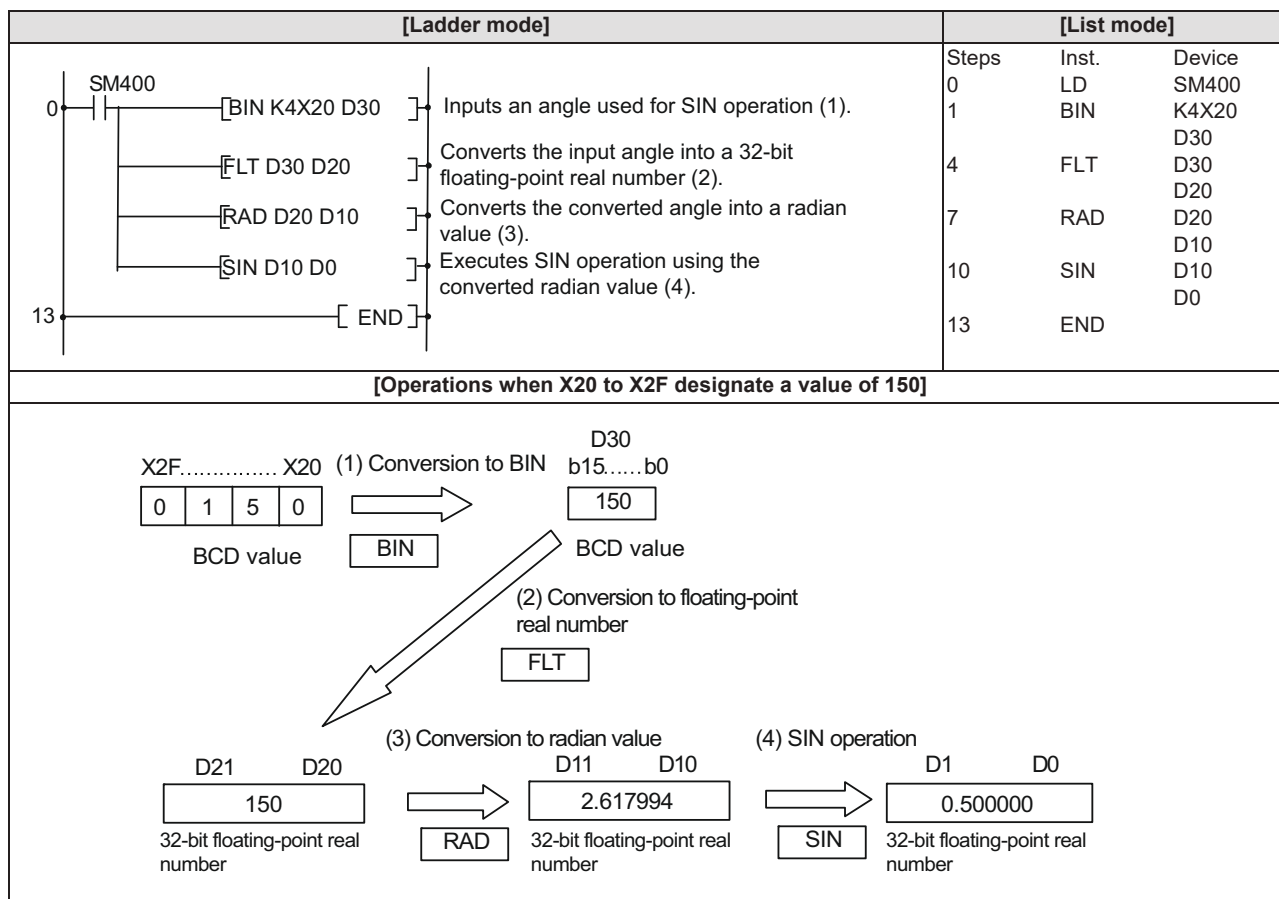 [Ladder mode]
[List mode]
SM400
0
[BIN K4X20 D30 ]
Inputs an angle used for SIN operation (1).
[FLT D30 D20 ]
Converts the input angle into a 32-bit
floating-point real number (2).
[RAD D20 D10 ]
Converts the converted angle into a radian
value (3).
[SIN D10 D0 ]
Executes SIN operation using the
converted radian value (4).
13
[ END ]
Steps Inst. Device
0 LD SM400
1 BIN K4X20
D30
4 FLT D30
D20
7 RAD D20
D10
10 SIN D10
D0
13 END
[Operations when X20 to X2F designate a value of 150]
X2F............... X20
0 1 5 0
BCD value
(1) Conversion to BIN
BIN
D30
b15......b0
150
BCD value
(2) Conversion to floating-point
real number
FLT
D21 D20
150
32-bit floating-point real
number
(3) Conversion to radian value
RAD
D11 D10
2.617994
32-bit floating-point real
number
(4) SIN operation
SIN
D1 D0
0.500000
32-bit floating-point real
number